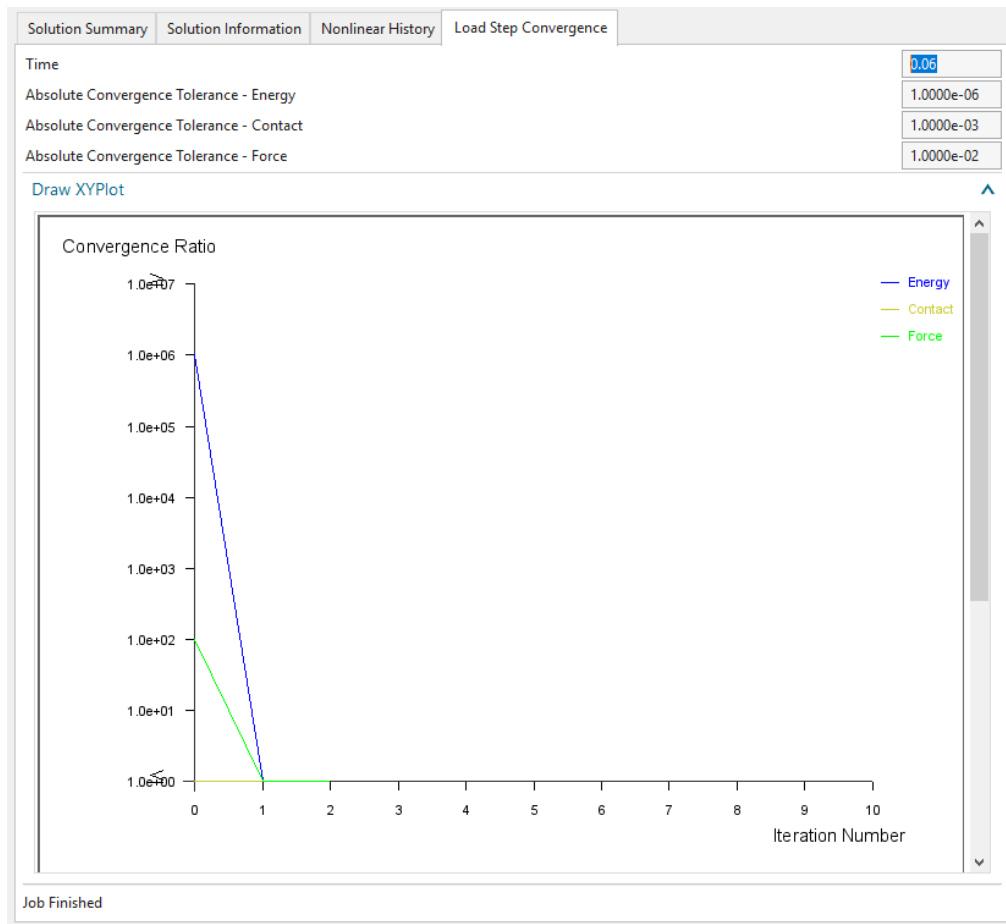 Solution Summary Solution Information Nonlinear History Load Step Convergence
Time 0.06
Absolute Convergence Tolerance - Energy 1.0000e-06
Absolute Convergence Tolerance - Contact 1.0000e-03
Absolute Convergence Tolerance - Force 1.0000e-02
Draw XYPlot
Convergence Ratio
> 1.0e+07
Energy
Contact
Force
1.0e+06
1.0e+05
1.0e+04
1.0e+03
1.0e+02
1.0e+01
< 1.0e+00
0 1 2 3 4 5 6 7 8 9 10
Iteration Number
Job Finished